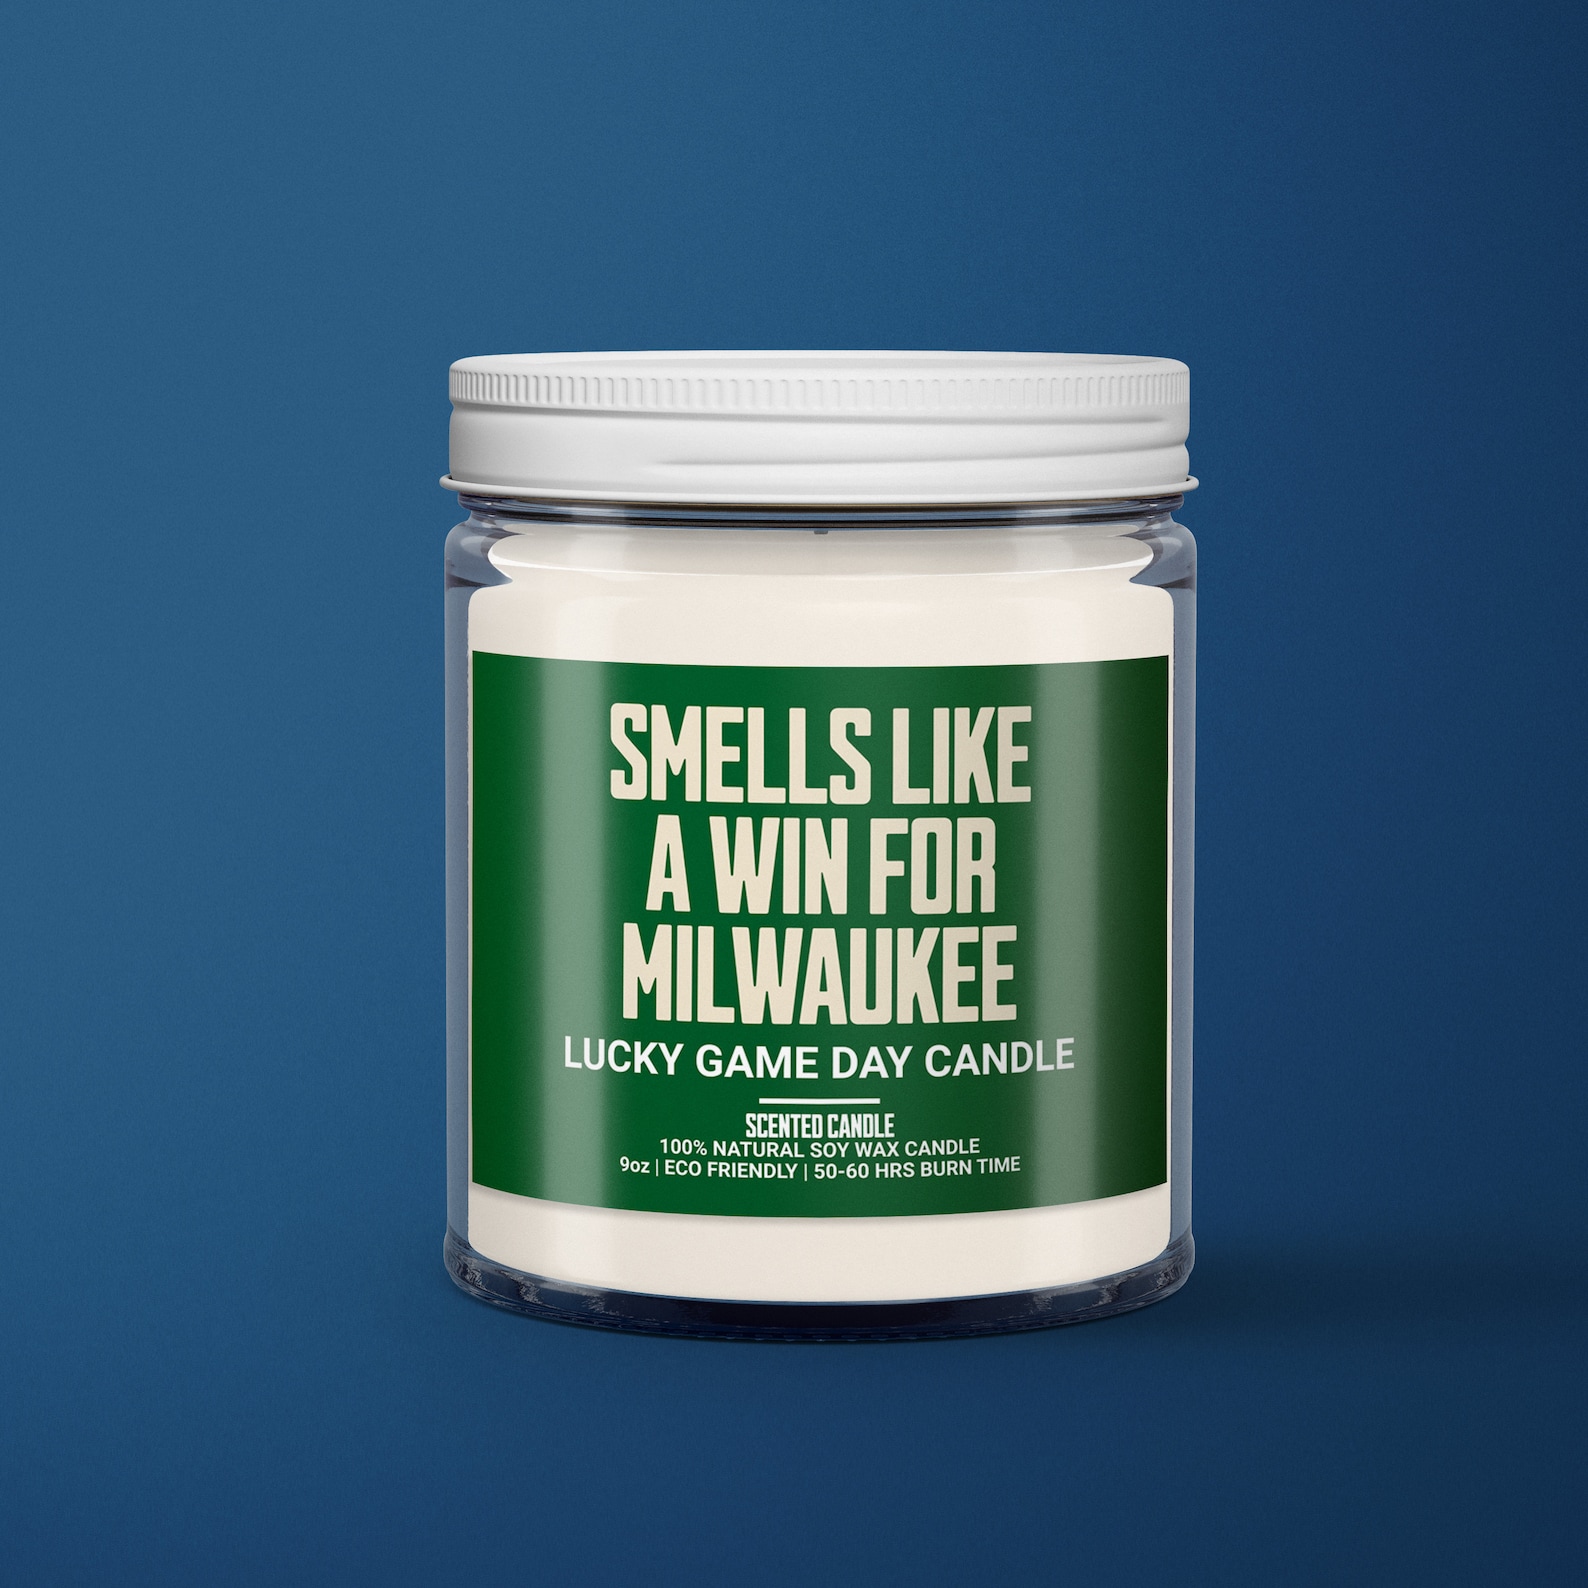 SMELLS LIKE
A WIN FOR
MILWAUKEE
LUCKY GAME DAY CANDLE
SCENTED CANDLE
100% NATURAL SOY WAX CANDLE
9oz | ECO FRIENDLY | 50-60 HRS BURN TIME